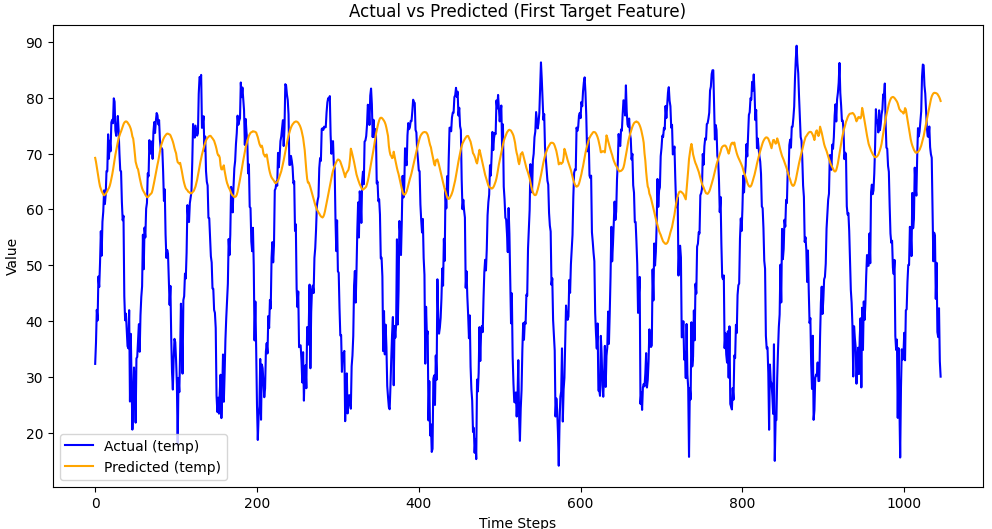 Actual vs Predicted (First Target Feature)
90
80
70
60
50
40
30
20
Value
Actual (temp)
Predicted (temp)
0
200
400
600
800
1000
Time Steps